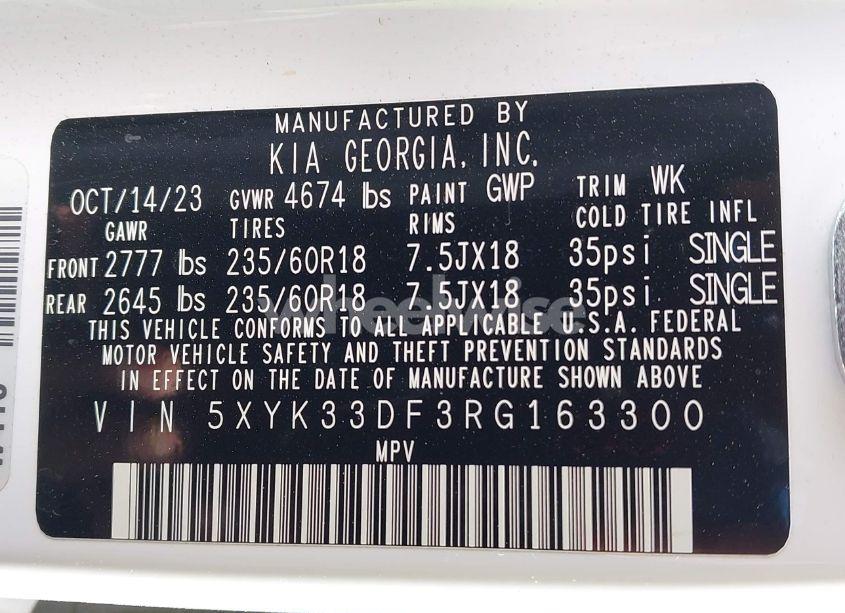 MANUFACTURED BY
KIA GEORGIA, INC.
OCT/14/23 GVWR 4674 lbs PAINT GWP TRIM WK
GAWR TIRES RIMS COLD TIRE INFL
FRONT 2777 lbs 235/60R18 7.5JX18 35psi SINGLE
REAR 2645 lbs 235/60R18 7.5JX18 35psi SINGLE
wheelwise
THIS VEHICLE CONFORMS TO ALL APPLICABLE U.S.A. FEDERAL
MOTOR VEHICLE SAFETY AND THEFT PREVENTION STANDARDS
IN EFFECT ON THE DATE OF MANUFACTURE SHOWN ABOVE
VIN 5XYK33DF3RG163300
MPV